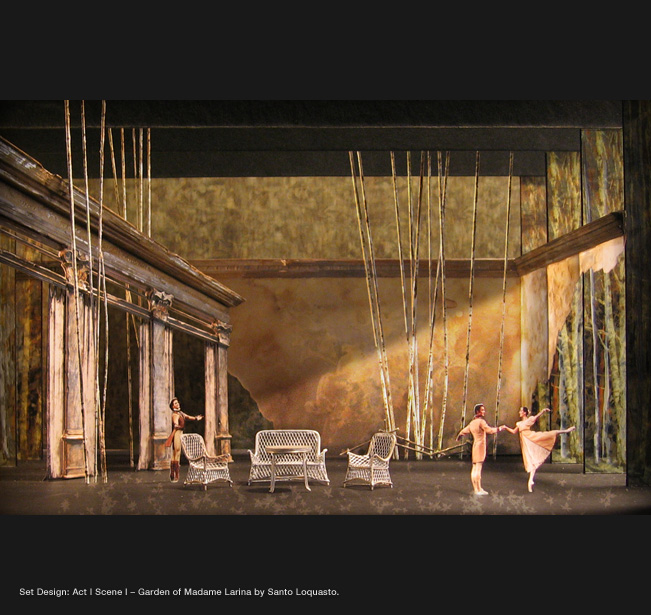 Set Design: Act I Scene I – Garden of Madame Larina by Santo Loquasto.